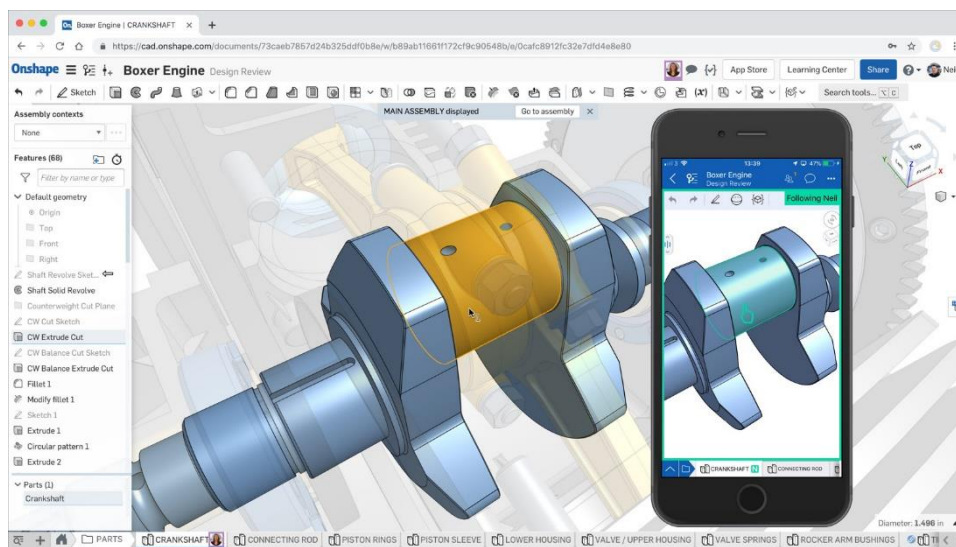 Boxer Engine | CRANKSHAFT
https://cad.onshape.com/documents/73caeb7857d24b325ddf0b8e/w/b89ab11661f172cf9c90548b/e/0cafc8912fc32e7dfd4e8e80
Onshape Boxer Engine Design Review App Store Learning Center Share Nei
Sketch Search tools...
Assembly contexts MAIN ASSEMBLY displayed Go to assembly
None
Features (68)
Filter by name or type
Default geometry
Origin
Top
Front
Right
Shaft Revolve Sket...
Shaft Solid Revolve
Counterweight Cut Plane
CW Cut Sketch
CW Extrude Cut
CW Balance Cut Sketch
CW Balance Extrude Cut
Fillet 1
Modify fillet 1
Sketch 1
Extrude 1
Circular pattern 1
Extrude 2
Parts (1)
Crankshaft
Top
Y
Z
X
13:39 47%
Boxer Engine
Design Review
Following Neil
CRANKSHAFT N CONNECTING ROD
Diameter: 1.496 in
PARTS CRANKSHAFT CONNECTING ROD PISTON RINGS PISTON SLEEVE LOWER HOUSING VALVE / UPPER HOUSING VALVE SPRINGS ROCKER ARM BUSHINGS